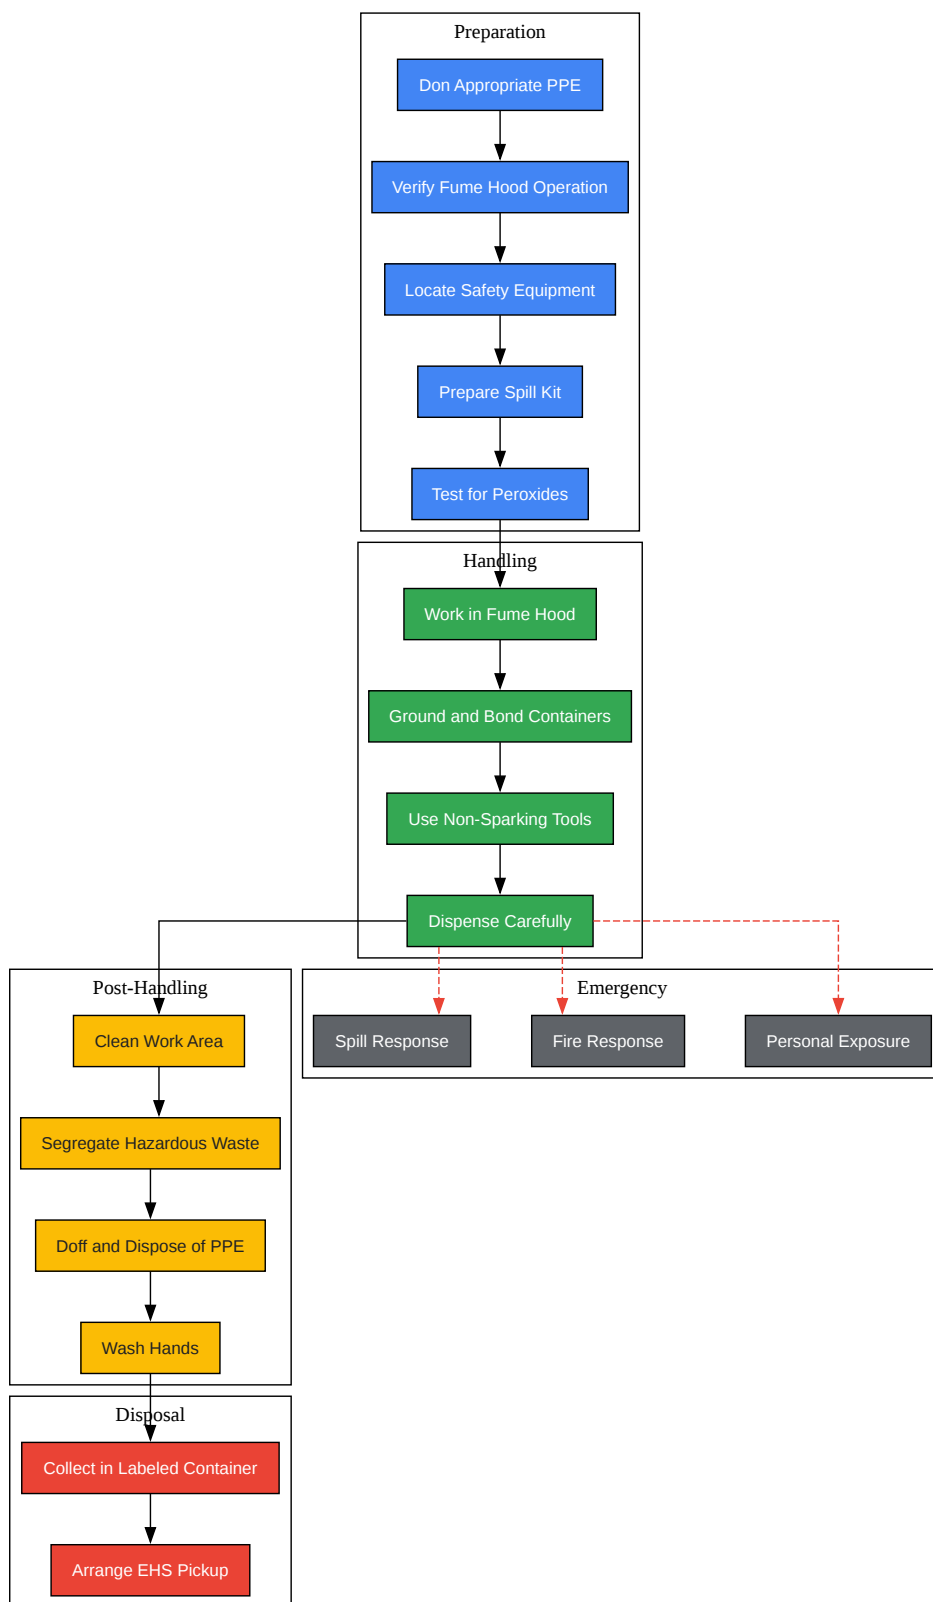 Preparation
Don Appropriate PPE
Verify Fume Hood Operation
Locate Safety Equipment
Prepare Spill Kit
Test for Peroxides
Handling
Work in Fume Hood
Ground and Bond Containers
Use Non-Sparking Tools
Dispense Carefully
Post-Handling
Clean Work Area
Segregate Hazardous Waste
Doff and Dispose of PPE
Wash Hands
Emergency
Spill Response
Fire Response
Personal Exposure
Disposal
Collect in Labeled Container
Arrange EHS Pickup